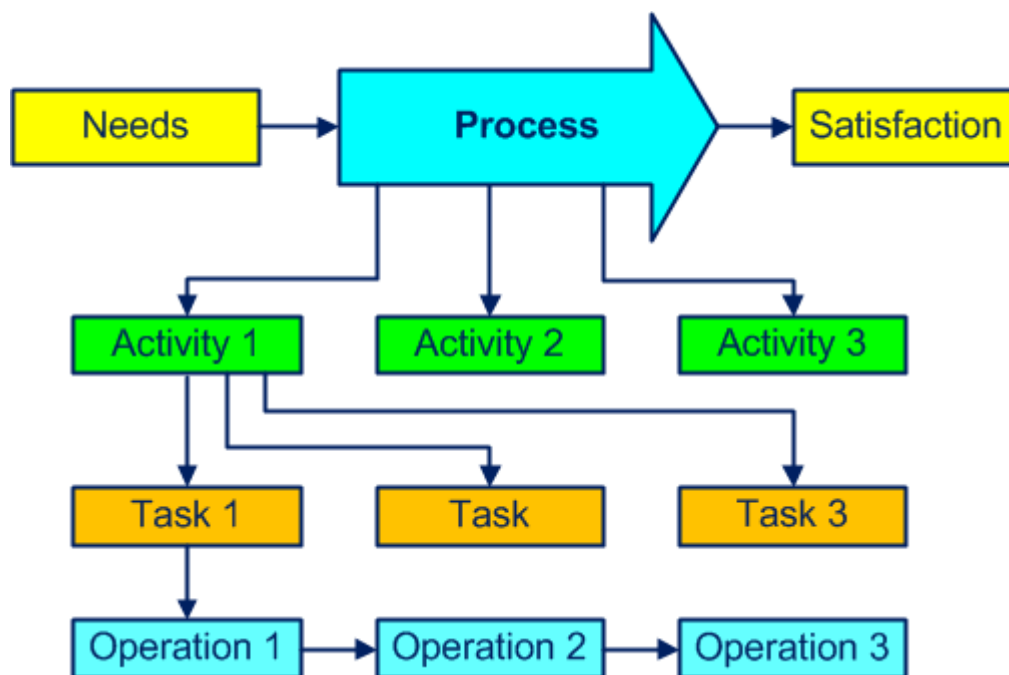 Needs
Process
Satisfaction
Activity 1
Activity 2
Activity 3
Task 1
Task
Task 3
Operation 1
Operation 2
Operation 3